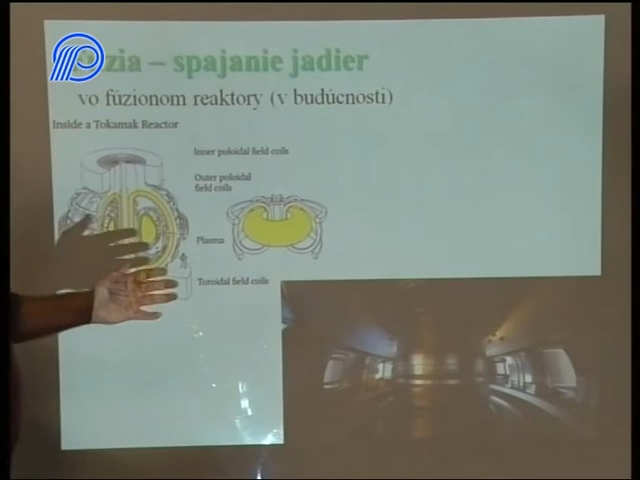 zia – spajanie jadier
vo fúzionom reaktory (v budúcnosti)
Inside a Tokamak Reactor
Inner poloidal field coils
Outer poloidal
field coils
Plasma
Toroidal field coils